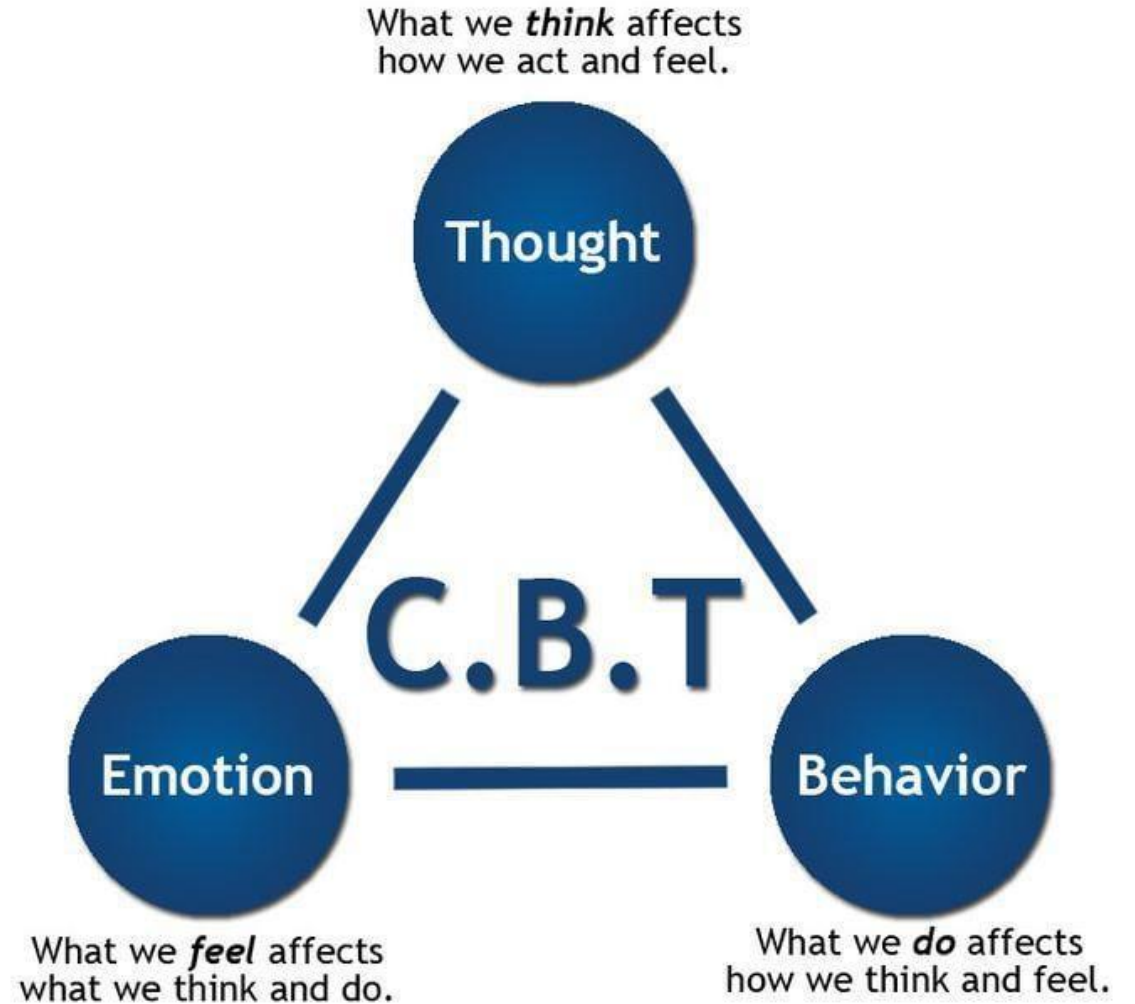 What we think affects
how we act and feel.
Thought
C.B.T
Emotion
Behavior
What we feel affects
what we think and do.
What we do affects
how we think and feel.